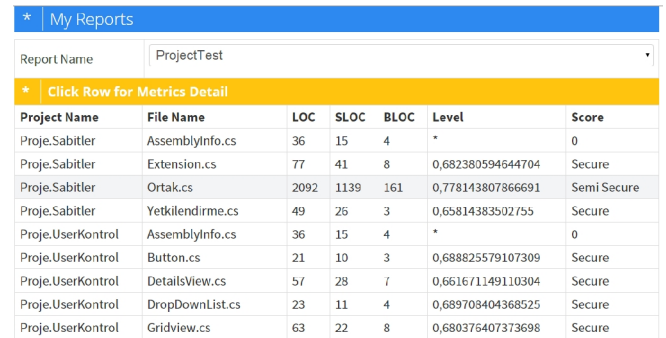 * My Reports
Report Name ProjectTest
* Click Row for Metrics Detail
Project Name File Name LOC SLOC BLOC Level Score
Proje.Sabitler AssemblyInfo.cs 36 15 4 * 0
Proje.Sabitler Extension.cs 77 41 8 0,682380594644704 Secure
Proje.Sabitler Ortak.cs 2092 1139 161 0,778143807866691 Semi Secure
Proje.Sabitler Yetkilendirme.cs 49 26 3 0,65814383502755 Secure
Proje.UserKontrol AssemblyInfo.cs 36 15 4 * 0
Proje.UserKontrol Button.cs 21 10 3 0,688825579107309 Secure
Proje.UserKontrol DetailsView.cs 57 28 7 0,661671149110304 Secure
Proje.UserKontrol DropDownList.cs 23 11 4 0,689708404368525 Secure
Proje.UserKontrol Gridview.cs 63 22 8 0,680376407373698 Secure